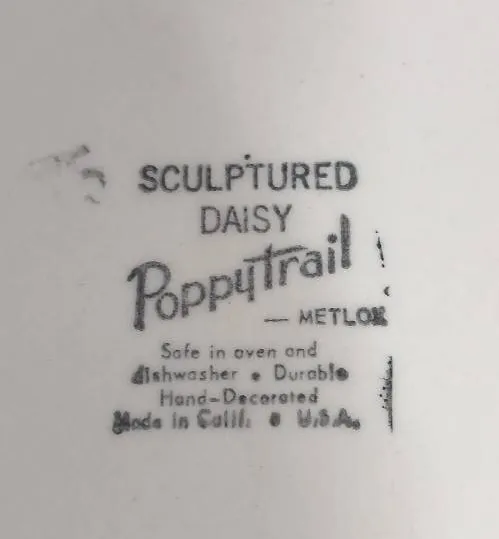 SCULPTURED
DAISY
Poppytrail
— METLOX
Safe in oven and
dishwasher • Durable
Hand-Decorated
Made in Calif. • U.S.A.